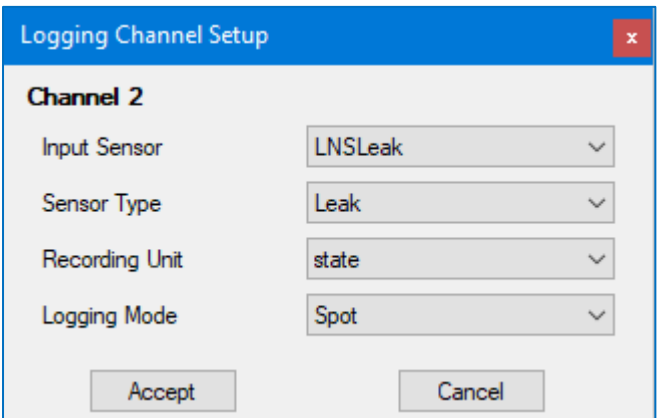 Logging Channel Setup x
Channel 2
Input Sensor LNSLeak
Sensor Type Leak
Recording Unit state
Logging Mode Spot
Accept Cancel